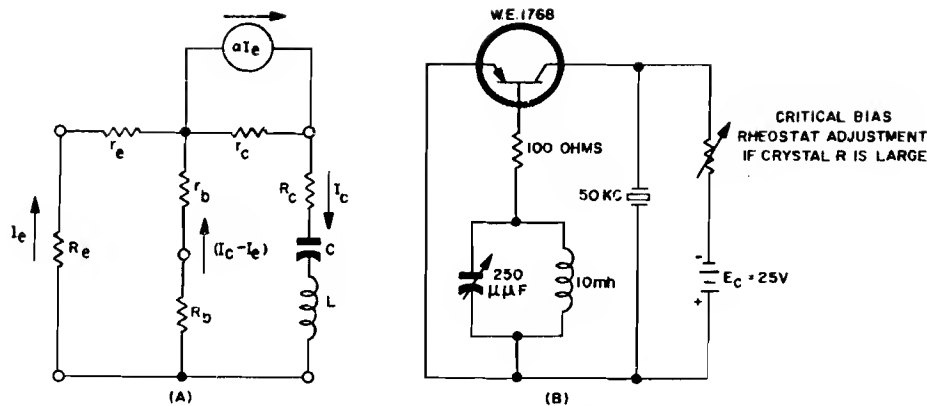 αIe
re
rc
rb
Rc
Ic
Ie
Re
(Ic-Ie)
C
L
Rb
(A)
W.E.1768
100 OHMS
CRITICAL BIAS
RHEOSTAT ADJUSTMENT
IF CRYSTAL R IS LARGE
50 KC
250
μμF
10mh
-
EC = 25V
+
(B)